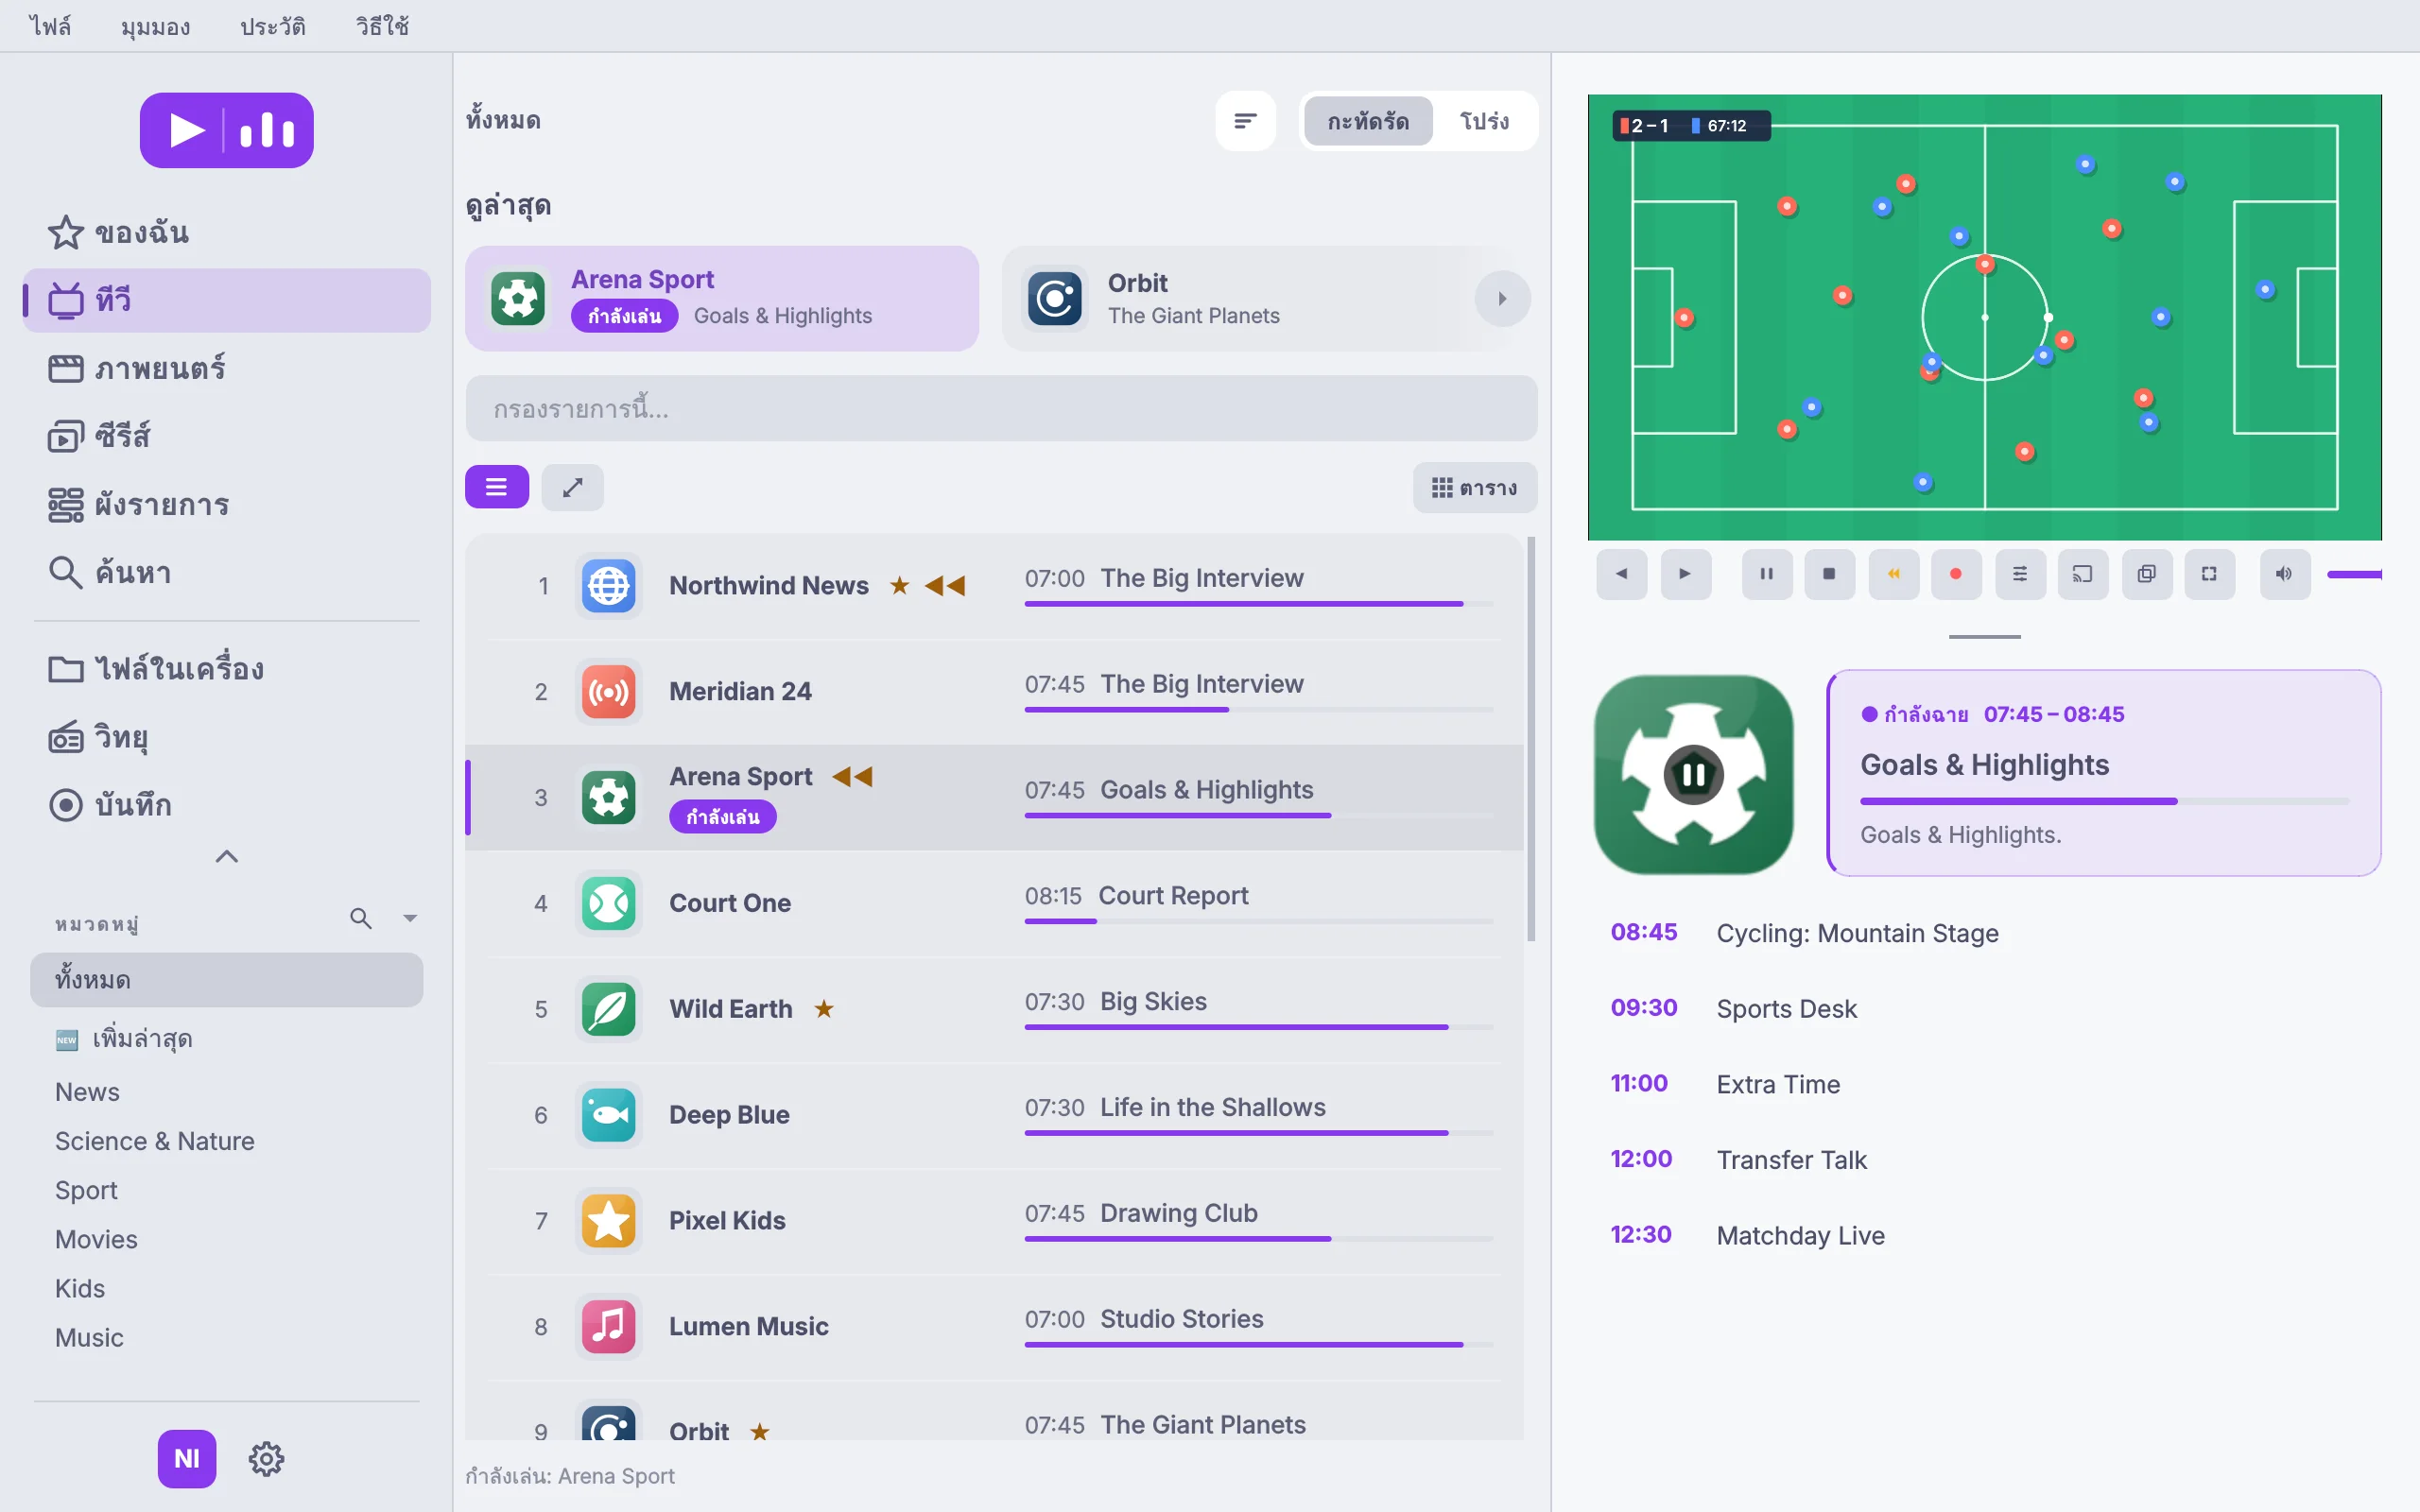 ไฟล์ มุมมอง ประวัติ วิธีใช้
ของฉัน
ทีวี
ภาพยนตร์
ซีรีส์
ผังรายการ
ค้นหา
ไฟล์ในเครื่อง
วิทยุ
บันทึก
หมวดหมู่
ทั้งหมด
NEW เพิ่มล่าสุด
News
Science & Nature
Sport
Movies
Kids
Music
NI
ทั้งหมด
กะทัดรัด โปร่ง
ดูล่าสุด
Arena Sport
กำลังเล่น Goals & Highlights
Orbit
The Giant Planets
กรองรายการนี้...
ตาราง
1 Northwind News 07:00 The Big Interview
2 Meridian 24 07:45 The Big Interview
3 Arena Sport 07:45 Goals & Highlights
กำลังเล่น
4 Court One 08:15 Court Report
5 Wild Earth 07:30 Big Skies
6 Deep Blue 07:30 Life in the Shallows
7 Pixel Kids 07:45 Drawing Club
8 Lumen Music 07:00 Studio Stories
9 Orbit 07:45 The Giant Planets
กำลังเล่น: Arena Sport
2 – 1 67:12
กำลังฉาย 07:45 – 08:45
Goals & Highlights
Goals & Highlights.
08:45 Cycling: Mountain Stage
09:30 Sports Desk
11:00 Extra Time
12:00 Transfer Talk
12:30 Matchday Live